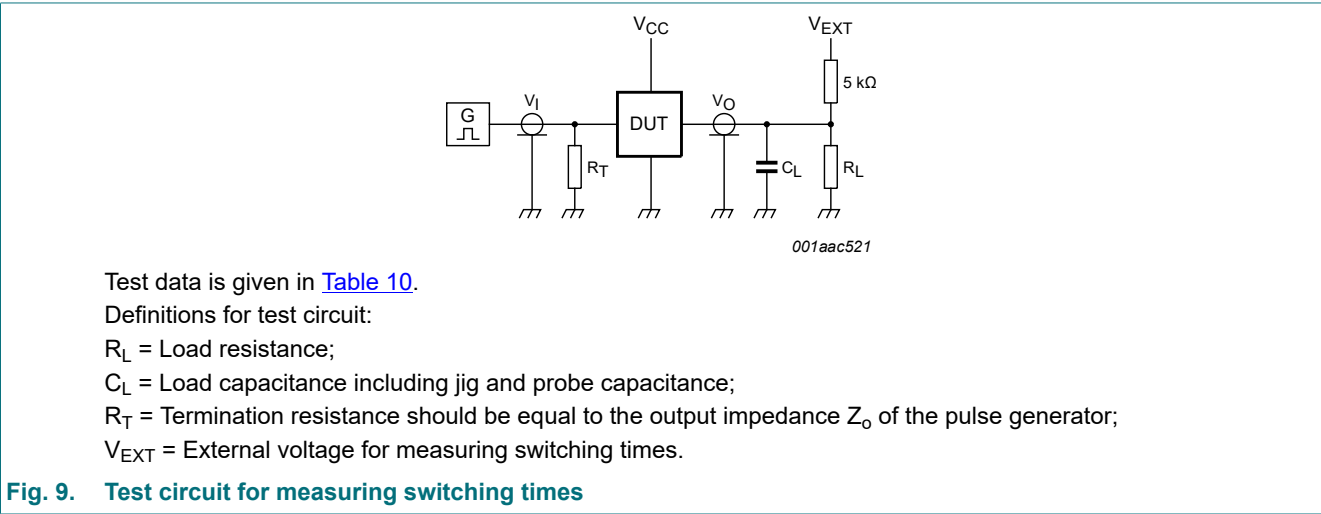 VCC
VEXT
5 kΩ
G
VI
DUT
VO
RT
CL
RL
001aac521
Test data is given in Table 10.
Definitions for test circuit:
RL = Load resistance;
CL = Load capacitance including jig and probe capacitance;
RT = Termination resistance should be equal to the output impedance Zo of the pulse generator;
VEXT = External voltage for measuring switching times.
Fig. 9. Test circuit for measuring switching times